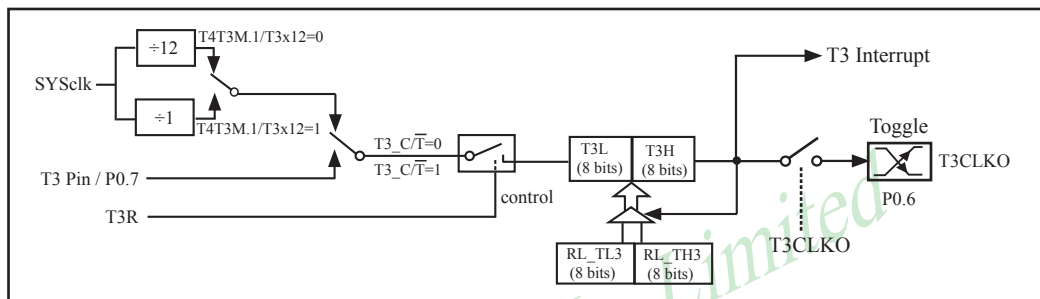 ÷12
T4T3M.1/T3x12=0
SYSclk
÷1
T4T3M.1/T3x12=1
T3 Interrupt
Toggle
T3_C/T̅=0
T3_C/T̅=1
T3L
(8 bits)
T3H
(8 bits)
T3CLKO
P0.6
T3 Pin / P0.7
control
T3R
T3CLKO
RL_TL3
(8 bits)
RL_TH3
(8 bits)
Limited